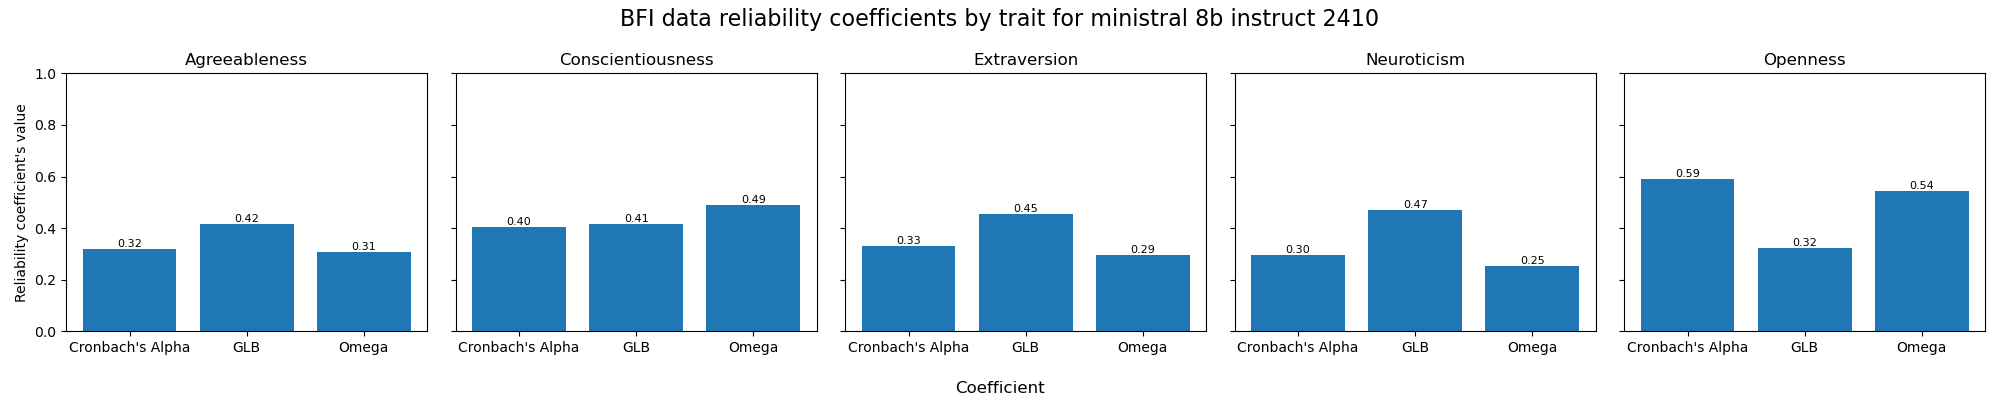 BFI data reliability coefficients by trait for ministral 8b instruct 2410
Agreeableness
Reliability coefficient's value
1.0
0.8
0.6
0.4
0.2
0.0
0.32
0.42
0.31
Cronbach's Alpha GLB Omega
Conscientiousness
0.40
0.41
0.49
Cronbach's Alpha GLB Omega
Extraversion
0.33
0.45
0.29
Cronbach's Alpha GLB Omega
Neuroticism
0.30
0.47
0.25
Cronbach's Alpha GLB Omega
Openness
0.59
0.32
0.54
Cronbach's Alpha GLB Omega
Coefficient